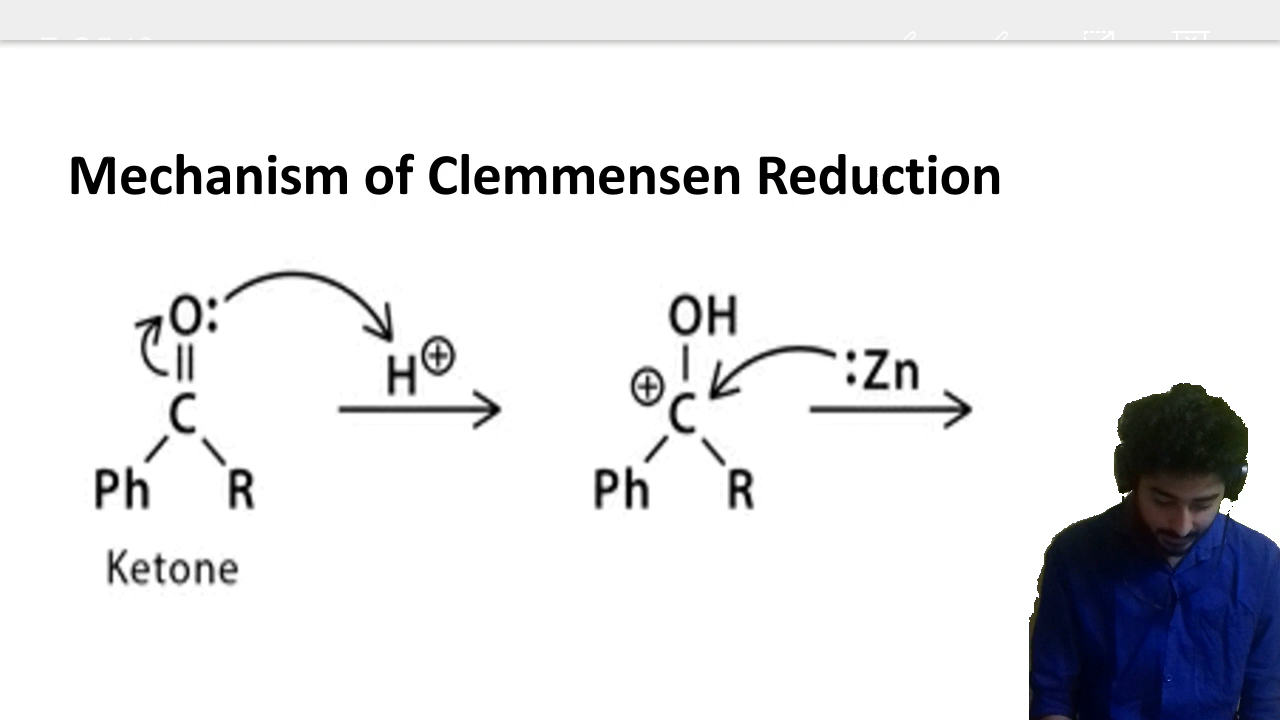 Mechanism of Clemmensen Reduction
O:
||
C
Ph
R
Ketone
H⊕
OH
|
⊕
C
Ph
R
:Zn